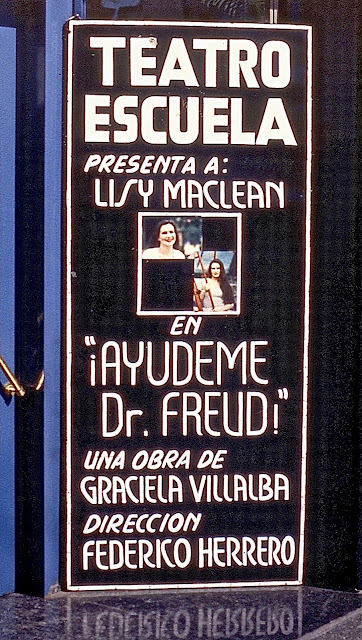 TEATRO
ESCUELA
PRESENTA A:
LISY MACLEAN
EN
"¡AYUDEME
Dr. FREUD!"
UNA OBRA DE
GRACIELA VILLALBA
DIRECCION
FEDERICO HERRERO